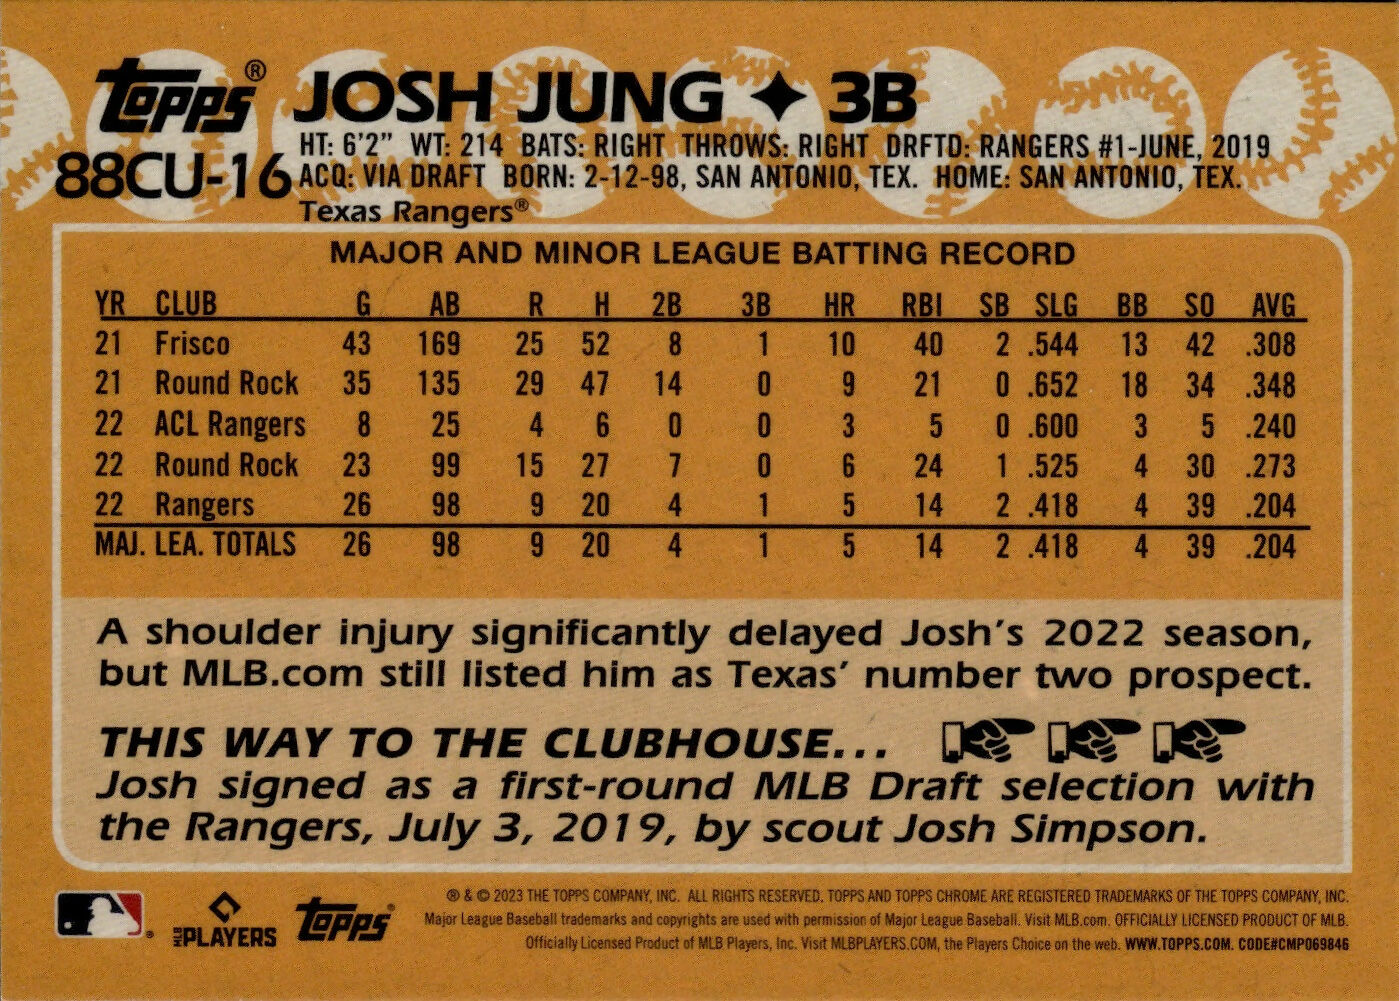 Topps® JOSH JUNG ✦ 3B
HT: 6'2" WT: 214 BATS: RIGHT THROWS: RIGHT DRFTD: RANGERS #1-JUNE, 2019
88CU-16 ACQ: VIA DRAFT BORN: 2-12-98, SAN ANTONIO, TEX. HOME: SAN ANTONIO, TEX.
Texas Rangers®
MAJOR AND MINOR LEAGUE BATTING RECORD
YR CLUB G AB R H 2B 3B HR RBI SB SLG BB SO AVG
21 Frisco 43 169 25 52 8 1 10 40 2 .544 13 42 .308
21 Round Rock 35 135 29 47 14 0 9 21 0 .652 18 34 .348
22 ACL Rangers 8 25 4 6 0 0 3 5 0 .600 3 5 .240
22 Round Rock 23 99 15 27 7 0 6 24 1 .525 4 30 .273
22 Rangers 26 98 9 20 4 1 5 14 2 .418 4 39 .204
MAJ. LEA. TOTALS 26 98 9 20 4 1 5 14 2 .418 4 39 .204
A shoulder injury significantly delayed Josh's 2022 season,
but MLB.com still listed him as Texas' number two prospect.
THIS WAY TO THE CLUBHOUSE...
Josh signed as a first-round MLB Draft selection with
the Rangers, July 3, 2019, by scout Josh Simpson.
MLB PLAYERS Topps®
® & © 2023 THE TOPPS COMPANY, INC. ALL RIGHTS RESERVED. TOPPS AND TOPPS CHROME ARE REGISTERED TRADEMARKS OF THE TOPPS COMPANY, INC.
Major League Baseball trademarks and copyrights are used with permission of Major League Baseball. Visit MLB.com. OFFICIALLY LICENSED PRODUCT OF MLB.
Officially Licensed Product of MLB Players, Inc. Visit MLBPLAYERS.COM, the Players Choice on the web. WWW.TOPPS.COM. CODE#CMP069846